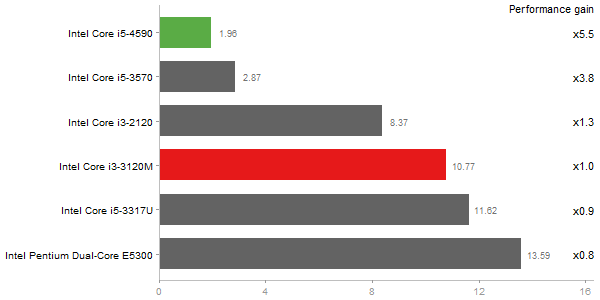 Performance gain
Intel Core i5-4590 1.96 x5.5
Intel Core i5-3570 2.87 x3.8
Intel Core i3-2120 8.37 x1.3
Intel Core i3-3120M 10.77 x1.0
Intel Core i5-3317U 11.62 x0.9
Intel Pentium Dual-Core E5300 13.59 x0.8
0 4 8 12 16